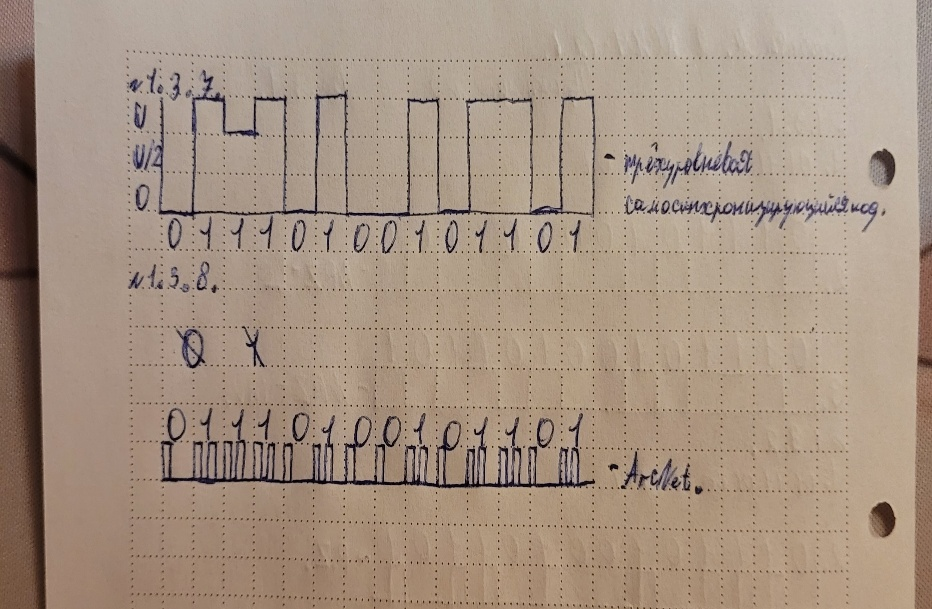 н1.3.7.
U
U/2
0
- трёхуровневая
самосинхронизирующийся код.
0 1 1 1 0 1 0 0 1 0 1 1 0 1
н1.3.8.
0 1 1 1 0 1 0 0 1 0 1 1 0 1
- ArcNet.